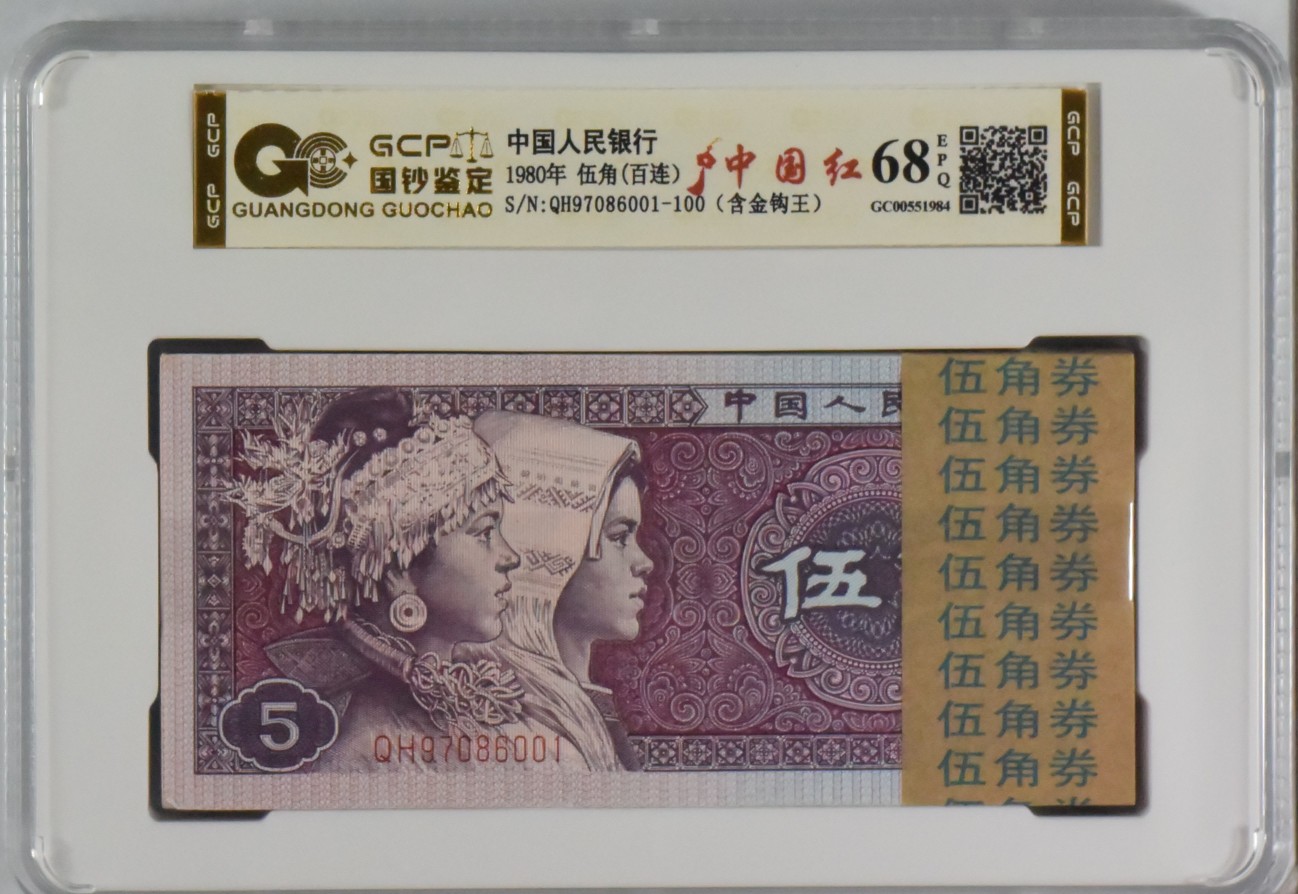 GCP GCP
GCP
国钞鉴定
GUANGDONG GUOCHAO
中国人民银行
1980年 伍角(百连)
S/N:QH97086001-100(含金钩王)
中国红
68
EPQ
GC00551984
GCP GCP
中国人民
伍
5
QH97086001
伍角券
伍角券
伍角券
伍角券
伍角券
伍角券
伍角券
伍角券
伍角券